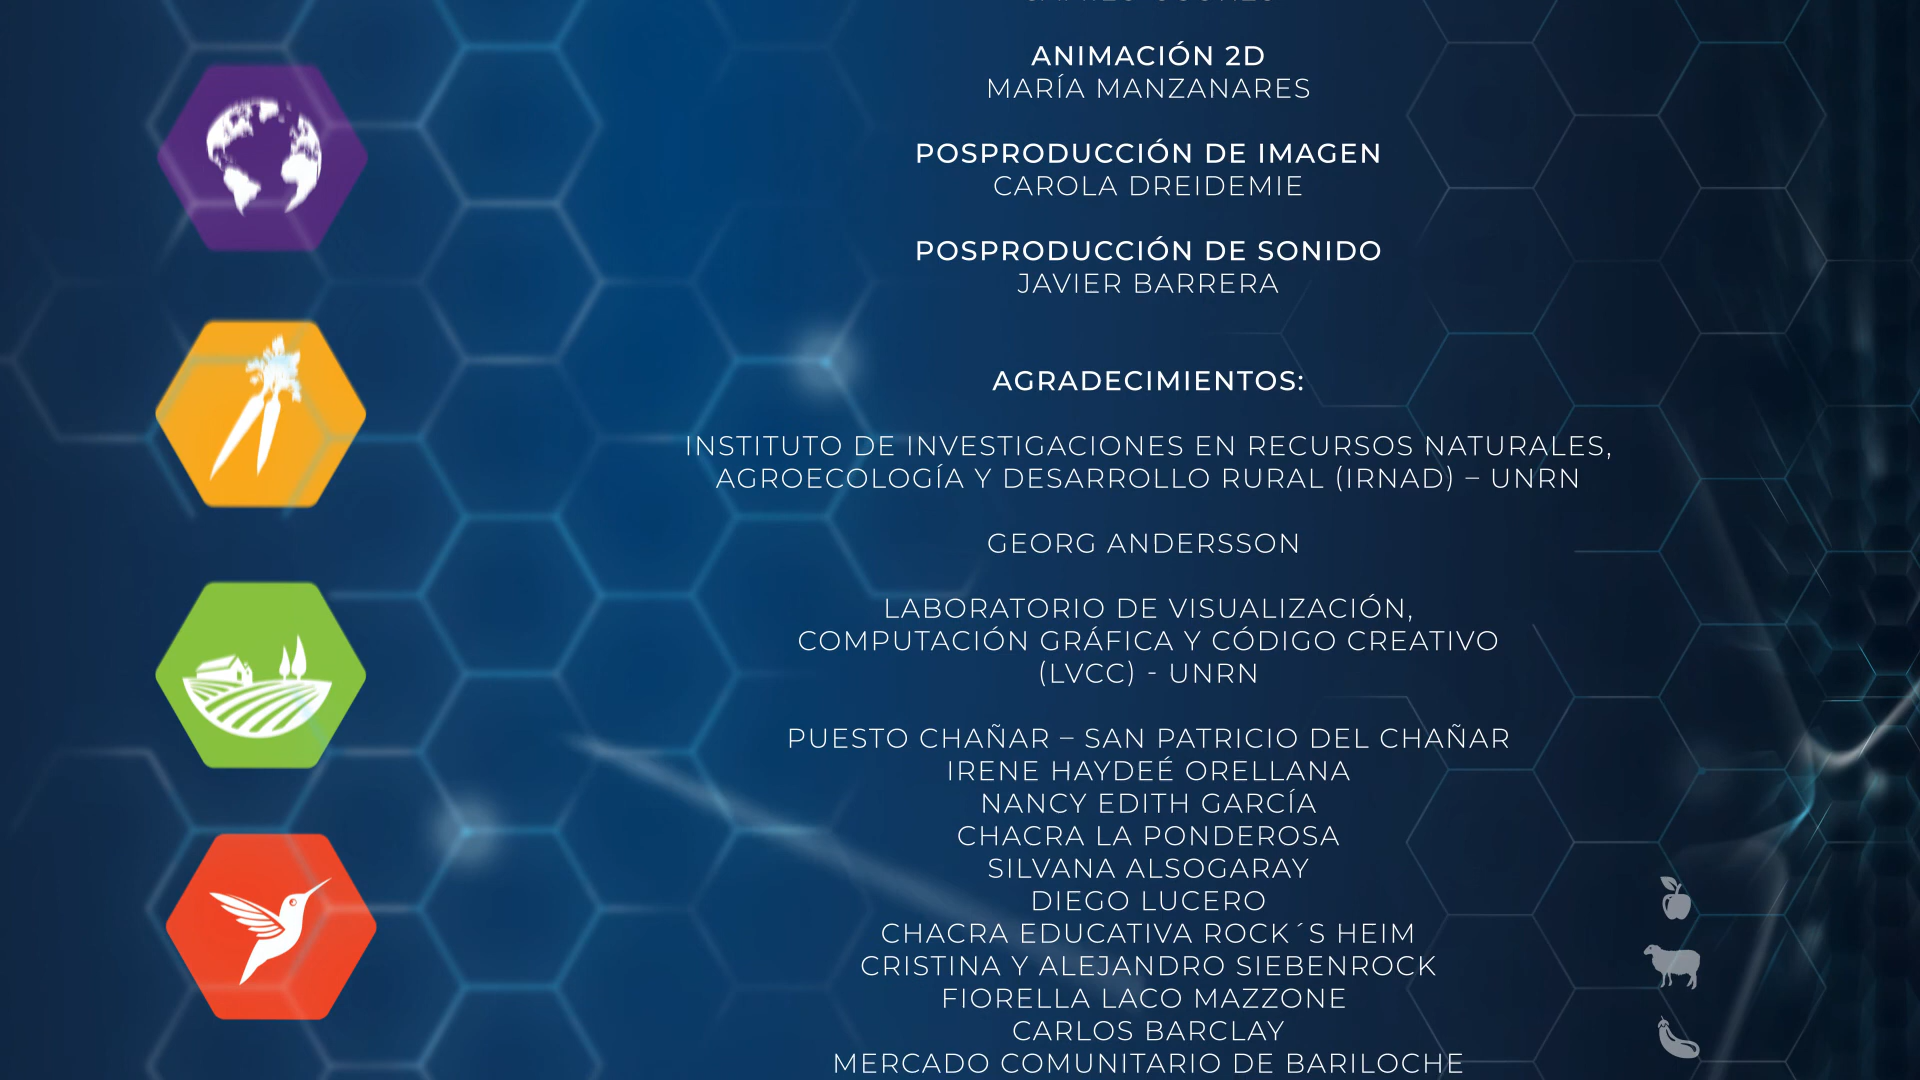 ANIMACIÓN 2D
MARÍA MANZANARES
POSPRODUCCIÓN DE IMAGEN
CAROLA DREIDEMIE
POSPRODUCCIÓN DE SONIDO
JAVIER BARRERA
AGRADECIMIENTOS:
INSTITUTO DE INVESTIGACIONES EN RECURSOS NATURALES,
AGROECOLOGÍA Y DESARROLLO RURAL (IRNAD) – UNRN
GEORG ANDERSSON
LABORATORIO DE VISUALIZACIÓN,
COMPUTACIÓN GRÁFICA Y CÓDIGO CREATIVO
(LVCC) - UNRN
PUESTO CHAÑAR – SAN PATRICIO DEL CHAÑAR
IRENE HAYDEÉ ORELLANA
NANCY EDITH GARCÍA
CHACRA LA PONDEROSA
SILVANA ALSOGARAY
DIEGO LUCERO
CHACRA EDUCATIVA ROCK´S HEIM
CRISTINA Y ALEJANDRO SIEBENROCK
FIORELLA LACO MAZZONE
CARLOS BARCLAY
MERCADO COMUNITARIO DE BARILOCHE